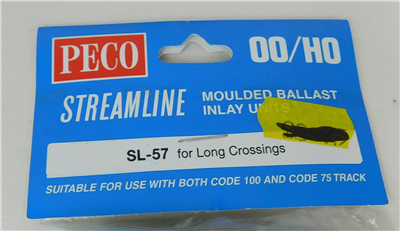 PECO
OO/HO
STREAMLINE
MOULDED BALLAST
INLAY UNITS
SL-57 for Long Crossings
SUITABLE FOR USE WITH BOTH CODE 100 AND CODE 75 TRACK